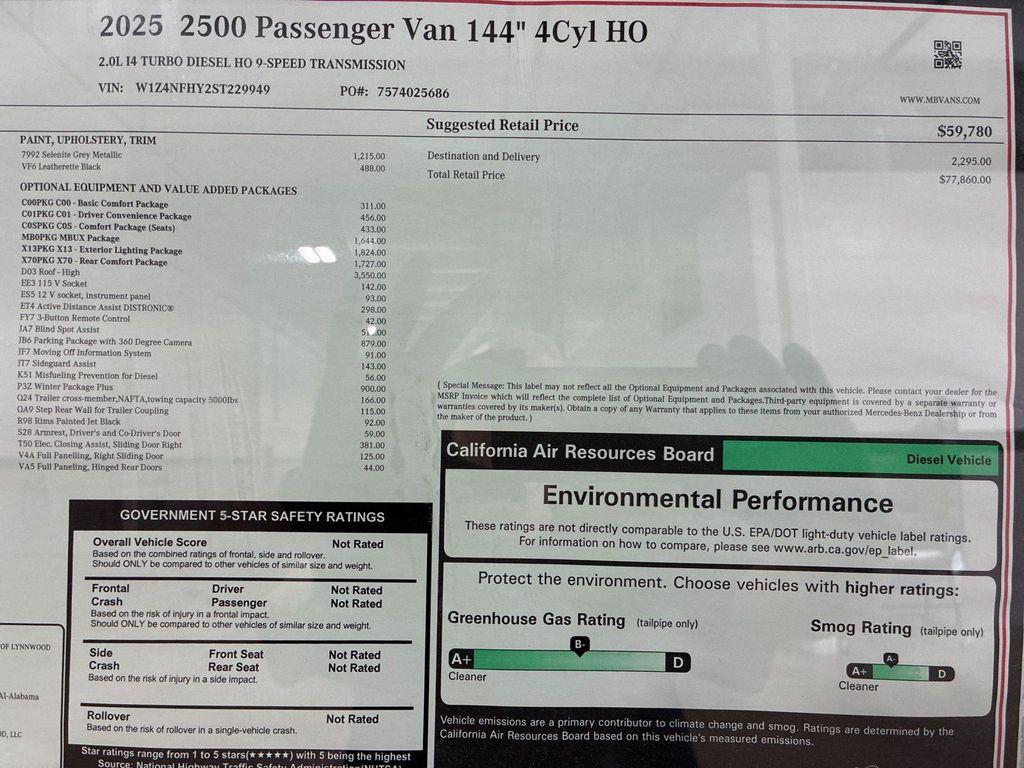 2025 2500 Passenger Van 144" 4Cyl HO
2.0L I4 TURBO DIESEL HO 9-SPEED TRANSMISSION
VIN: W1Z4NFHY2ST229949 PO#: 7574025686
WWW.MBVANS.COM
Suggested Retail Price $59,780
PAINT, UPHOLSTERY, TRIM
7992 Selenite Grey Metallic 1,215.00
VF6 Leatherette Black 488.00
Destination and Delivery 2,295.00
Total Retail Price $77,860.00
OPTIONAL EQUIPMENT AND VALUE ADDED PACKAGES
C00PKG C00 - Basic Comfort Package 311.00
C01PKG C01 - Driver Convenience Package 456.00
C0SPKG C0S - Comfort Package (Seats) 433.00
MB0PKG MBUX Package 1,644.00
X13PKG X13 - Exterior Lighting Package 1,824.00
X70PKG X70 - Rear Comfort Package 1,727.00
D03 Roof - High 3,550.00
EE3 115 V Socket 142.00
ES5 12 V socket, instrument panel 93.00
ET4 Active Distance Assist DISTRONIC® 298.00
FY7 3-Button Remote Control 42.00
JA7 Blind Spot Assist
JB6 Parking Package with 360 Degree Camera 879.00
JF7 Moving Off Information System 91.00
JT7 Sideguard Assist 143.00
K51 Misfueling Prevention for Diesel 56.00
P3Z Winter Package Plus 900.00
Q24 Trailer cross-member,NAFTA,towing capacity 5000lbs 166.00
QA9 Step Rear Wall for Trailer Coupling 115.00
R98 Rims Painted Jet Black 92.00
S28 Armrest, Driver's and Co-Driver's Door 59.00
T50 Elec. Closing Assist, Sliding Door Right 381.00
V4A Full Panelling, Right Sliding Door 125.00
VA5 Full Paneling, Hinged Rear Doors 44.00
( Special Message: This label may not reflect all the Optional Equipment and Packages associated with this vehicle. Please contact your dealer for the
MSRP Invoice which will reflect the complete list of Optional Equipment and Packages.Third-party equipment is covered by a separate warranty or
warranties covered by its maker(s). Obtain a copy of any Warranty that applies to these items from your authorized Mercedes-Benz Dealership or from
the maker of the product. )
GOVERNMENT 5-STAR SAFETY RATINGS
Overall Vehicle Score Not Rated
Based on the combined ratings of frontal, side and rollover.
Should ONLY be compared to other vehicles of similar size and weight.
Frontal Driver Not Rated
Crash Passenger Not Rated
Based on the risk of injury in a frontal impact.
Should ONLY be compared to other vehicles of similar size and weight.
Side Front Seat Not Rated
Crash Rear Seat Not Rated
Based on the risk of injury in a side impact.
Rollover Not Rated
Based on the risk of rollover in a single-vehicle crash.
Star ratings range from 1 to 5 stars(★★★★★) with 5 being the highest
Source: National Highway Traffic Safety Administration(NHTSA)
OF LYNNWOOD
Al-Alabama
D, LLC
California Air Resources Board Diesel Vehicle
Environmental Performance
These ratings are not directly comparable to the U.S. EPA/DOT light-duty vehicle label ratings.
For information on how to compare, please see www.arb.ca.gov/ep_label.
Protect the environment. Choose vehicles with higher ratings:
Greenhouse Gas Rating (tailpipe only)
B-
A+ D
Cleaner
Smog Rating (tailpipe only)
A-
A+ D
Cleaner
Vehicle emissions are a primary contributor to climate change and smog. Ratings are determined by the
California Air Resources Board based on this vehicle's measured emissions.